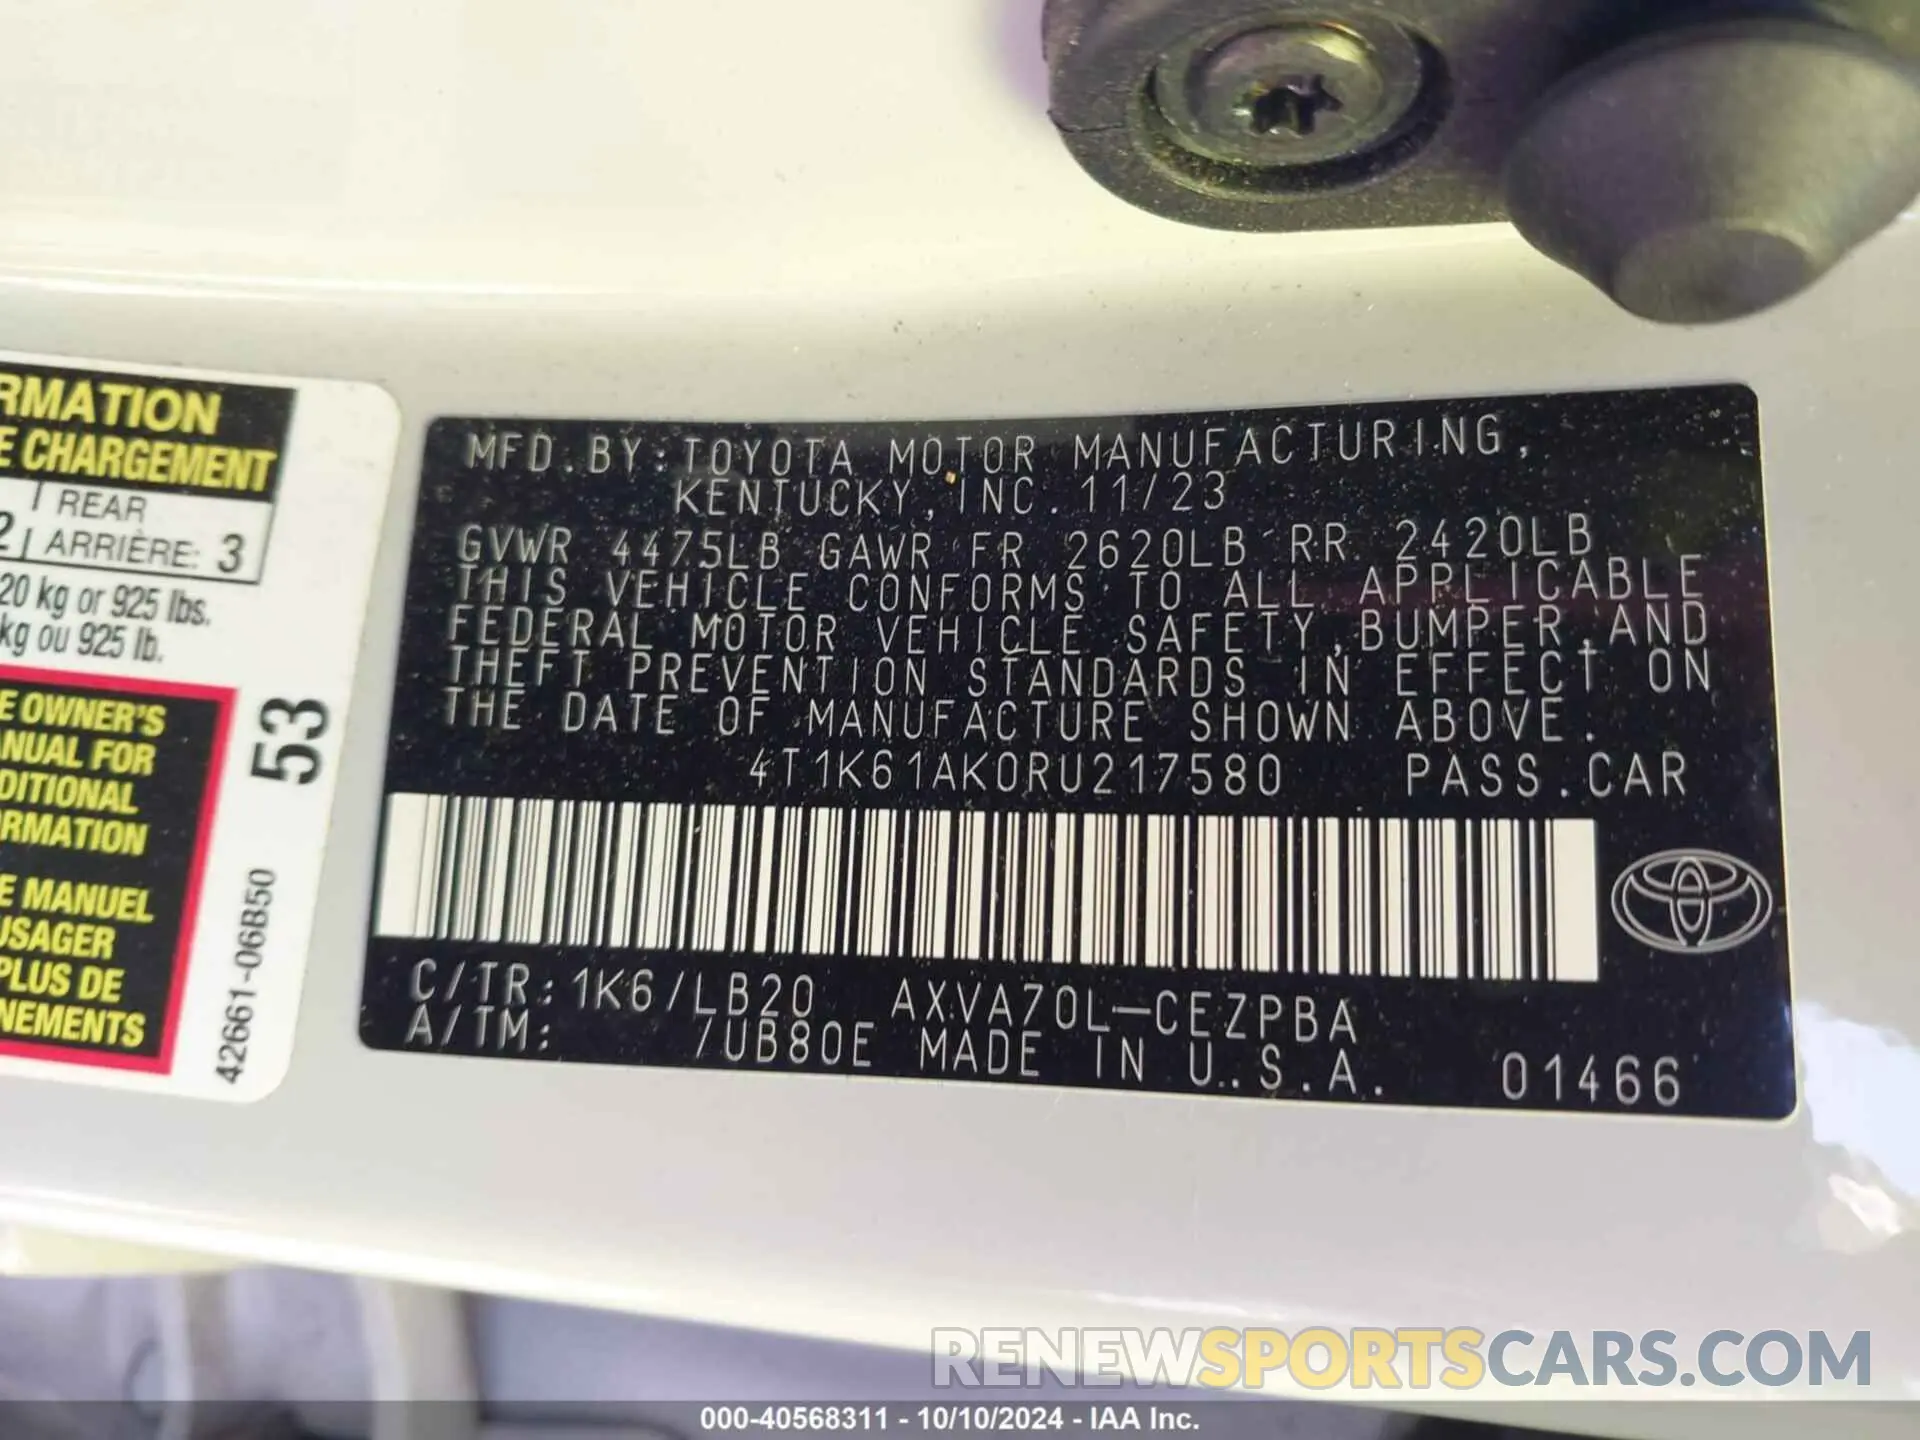 RMATION
E CHARGEMENT
REAR
2 ARRIÈRE: 3
20 kg or 925 lbs.
kg ou 925 lb.
E OWNER'S
ANUAL FOR
DITIONAL
RMATION
E MANUEL
USAGER
PLUS DE
NEMENTS
53
42661-06B50
MFD.BY:TOYOTA MOTOR MANUFACTURING,
KENTUCKY,INC.11/23
GVWR 4475LB GAWR FR 2620LB RR 2420LB
THIS VEHICLE CONFORMS TO ALL APPLICABLE
FEDERAL MOTOR VEHICLE SAFETY,BUMPER,AND
THEFT PREVENTION STANDARDS IN EFFECT ON
THE DATE OF MANUFACTURE SHOWN ABOVE.
4T1K61AK0RU217580 PASS.CAR
C/TR:1K6/LB20 AXVA70L-CEZPBA
A/TM: /UB80E MADE IN U.S.A. 01466
RENEWSPORTSCARS.COM
000-40568311 - 10/10/2024 - IAA Inc.